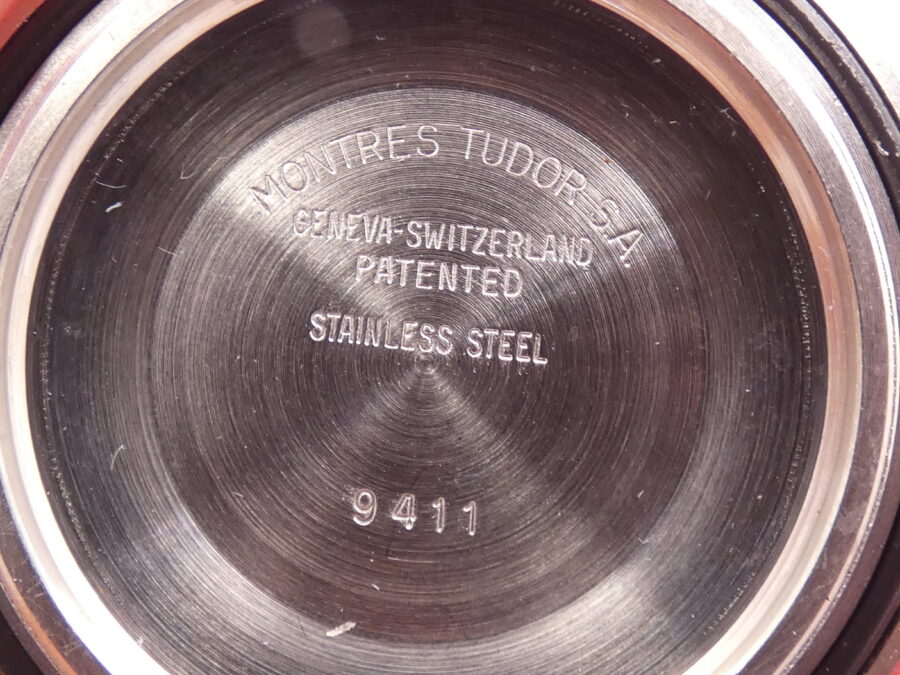 MONTRES TUDOR S.A.
GENEVA-SWITZERLAND
PATENTED
STAINLESS STEEL
9411